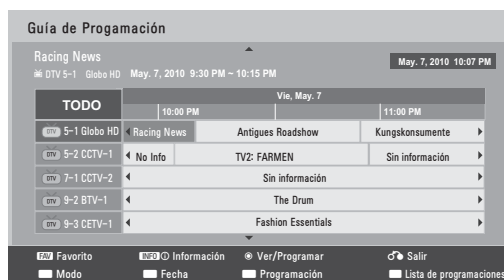 Guía de Progamación
Racing News
DTV 5-1 Globo HD May. 7, 2010 9:30 PM ~ 10:15 PM
May. 7, 2010 10:07 PM
TODO
Vie, May. 7
10:00 PM 11:00 PM
DTV 5-1 Globo HD Racing News Antigues Roadshow Kungskonsumente
DTV 5-2 CCTV-1 No Info TV2: FARMEN Sin información
DTV 7-1 CCTV-2 Sin información
DTV 9-2 BTV-1 The Drum
DTV 9-3 CETV-1 Fashion Essentials
FAV Favorito INFO ⓘ Información Ver/Programar Salir
Modo Fecha Programación Lista de programaciones